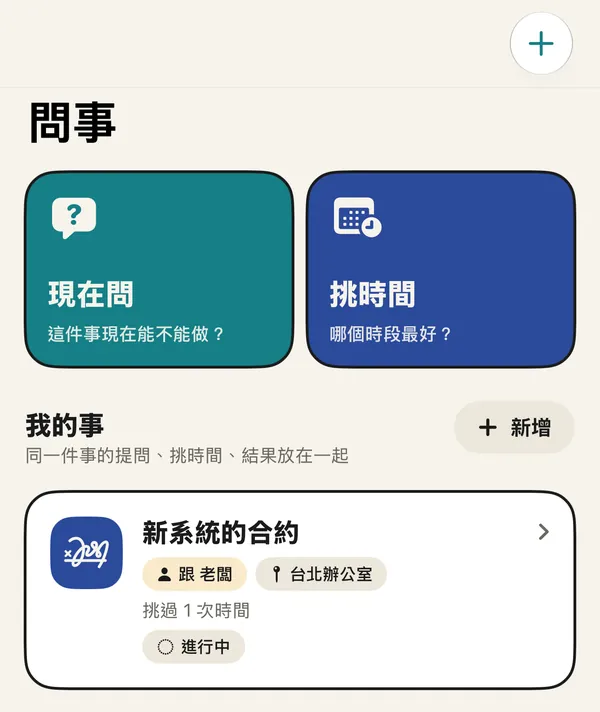 問事
現在問
這件事現在能不能做？
挑時間
哪個時段最好？
我的事
同一件事的提問、挑時間、結果放在一起
＋ 新增
新系統的合約
跟 老闆
台北辦公室
挑過 1 次時間
進行中